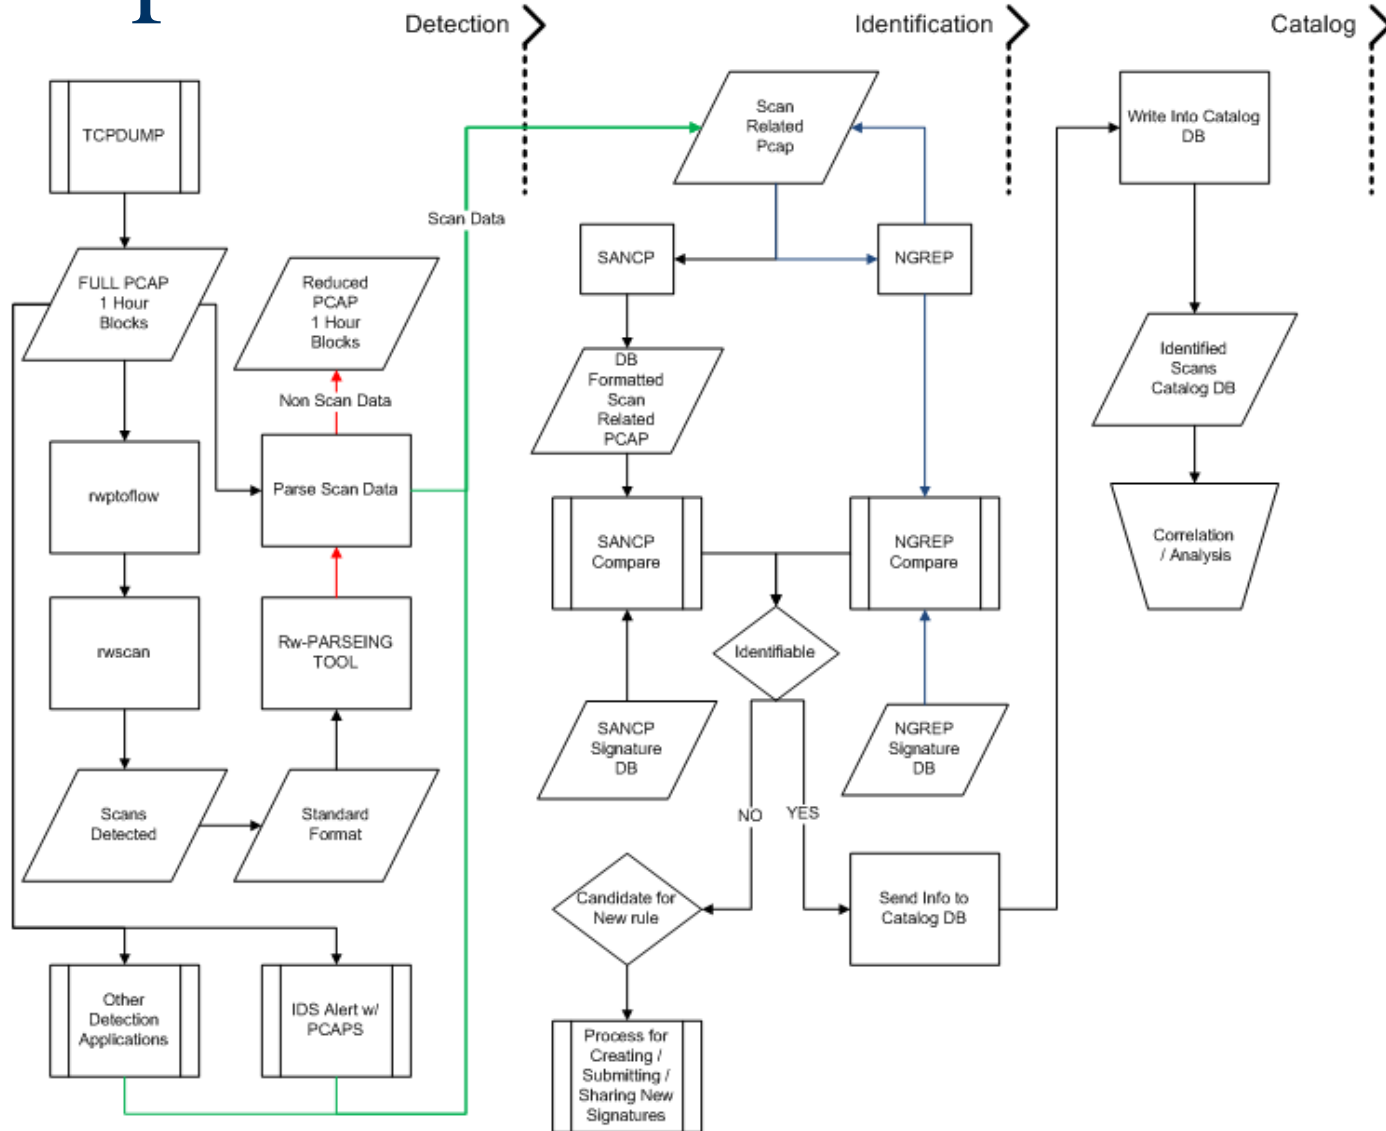 Detection
Identification
Catalog
TCPDUMP
FULL PCAP
1 Hour
Blocks
Reduced
PCAP
1 Hour
Blocks
Non Scan Data
Scan Data
rwptoflow
Parse Scan Data
rwscan
Rw-PARSEING
TOOL
Scans
Detected
Standard
Format
Other
Detection
Applications
IDS Alert w/
PCAPS
Scan
Related
Pcap
SANCP
NGREP
DB
Formatted
Scan
Related
PCAP
SANCP
Compare
NGREP
Compare
Identifiable
SANCP
Signature
DB
NGREP
Signature
DB
NO
YES
Candidate for
New rule
Send Info to
Catalog DB
Process for
Creating /
Submitting /
Sharing New
Signatures
Write Into Catalog
DB
Identified
Scans
Catalog DB
Correlation
/ Analysis